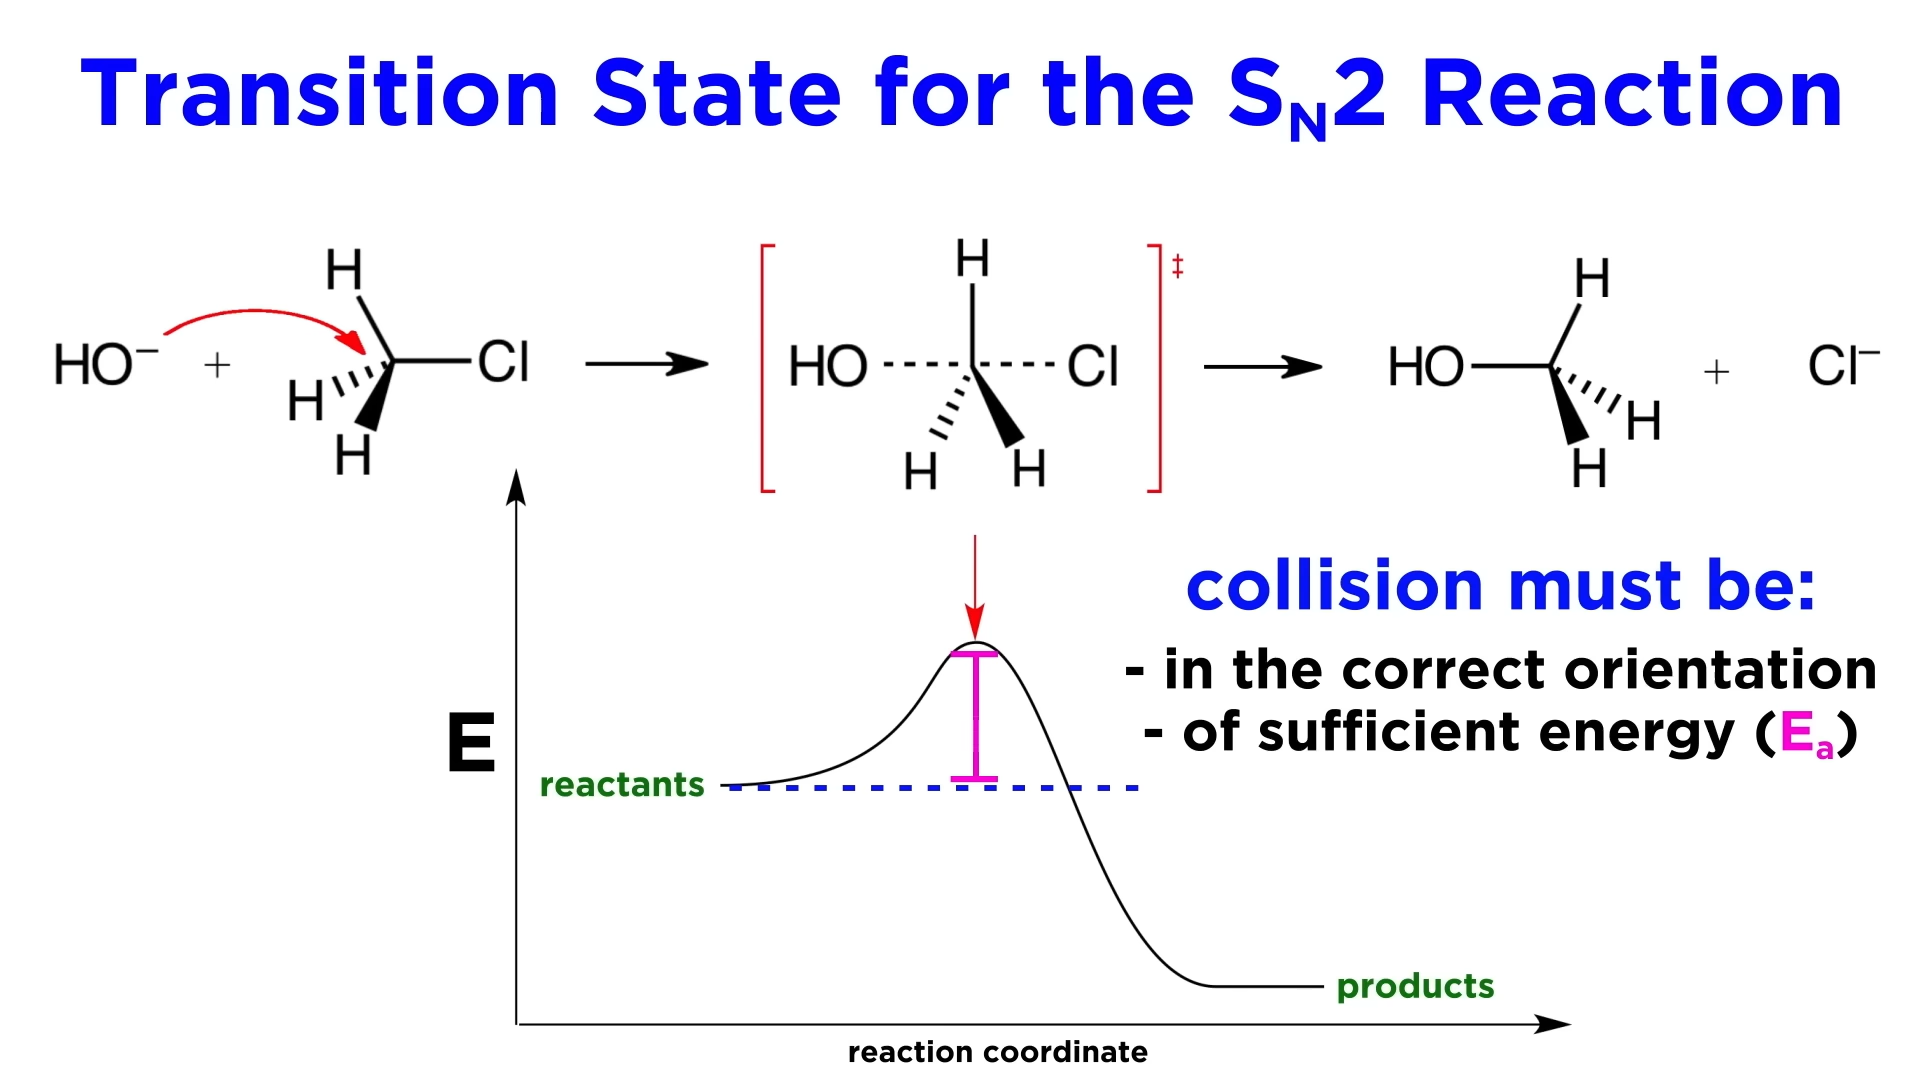 Transition State for the SN2 Reaction
H H H
HO⁻ + Cl HO Cl ‡ HO + Cl⁻
H H
H H H H
collision must be:
- in the correct orientation
- of sufficient energy (Ea)
E
reactants
products
reaction coordinate